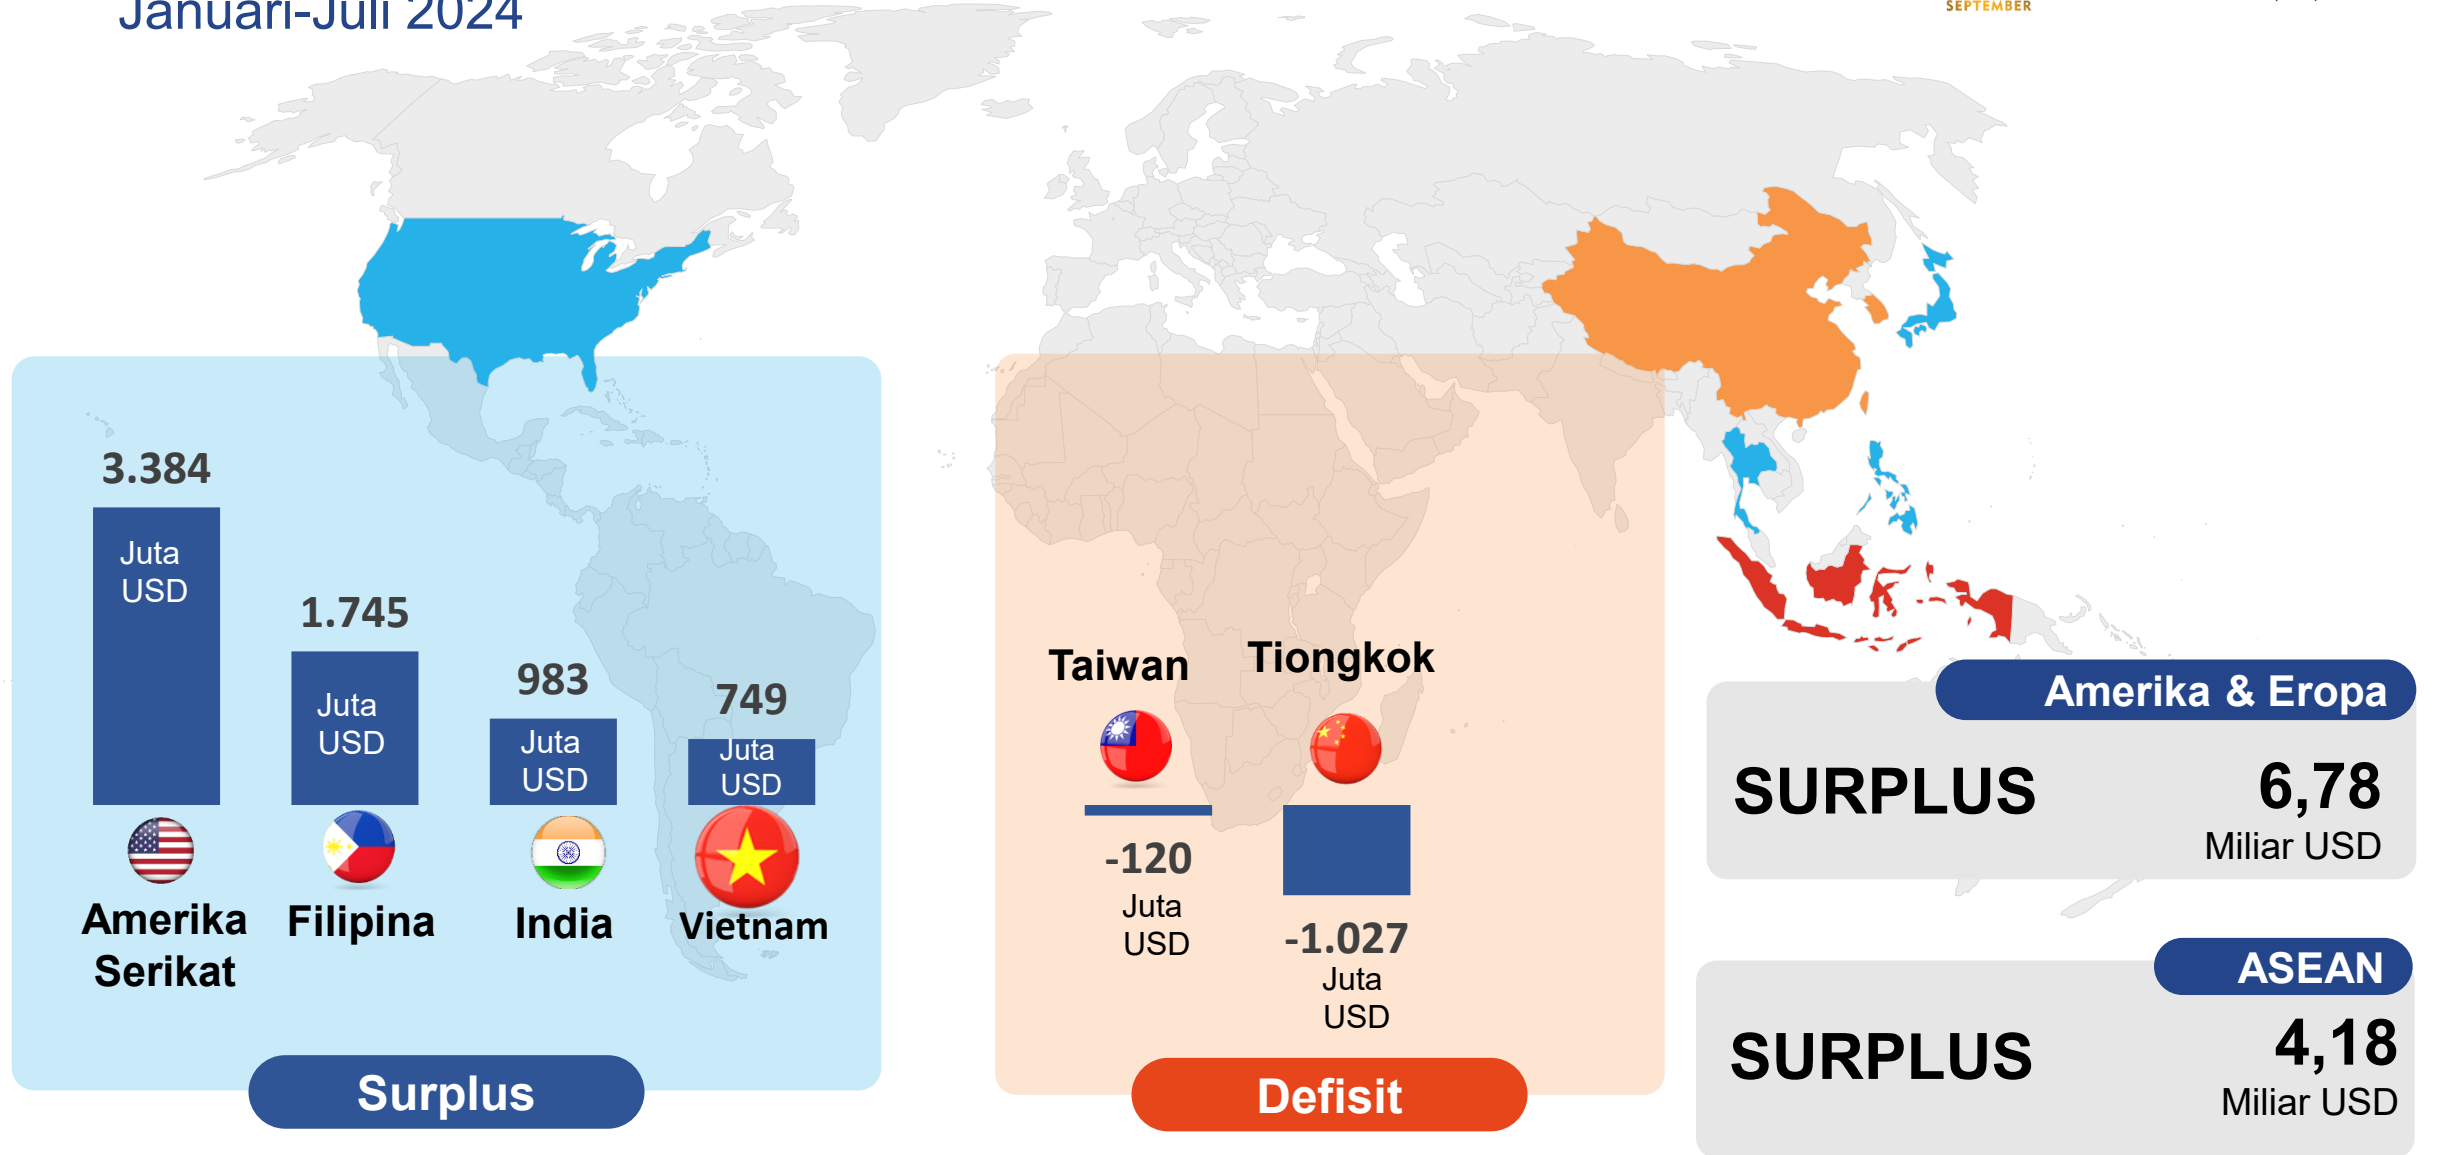 Januari-Juli 2024
SEPTEMBER
3.384
Juta
USD
1.745
Juta
USD
983
Juta
USD
749
Juta
USD
Amerika
Serikat
Filipina
India
Vietnam
Surplus
Taiwan
Tiongkok
-120
Juta
USD
-1.027
Juta
USD
Defisit
Amerika & Eropa
SURPLUS
6,78
Miliar USD
ASEAN
SURPLUS
4,18
Miliar USD